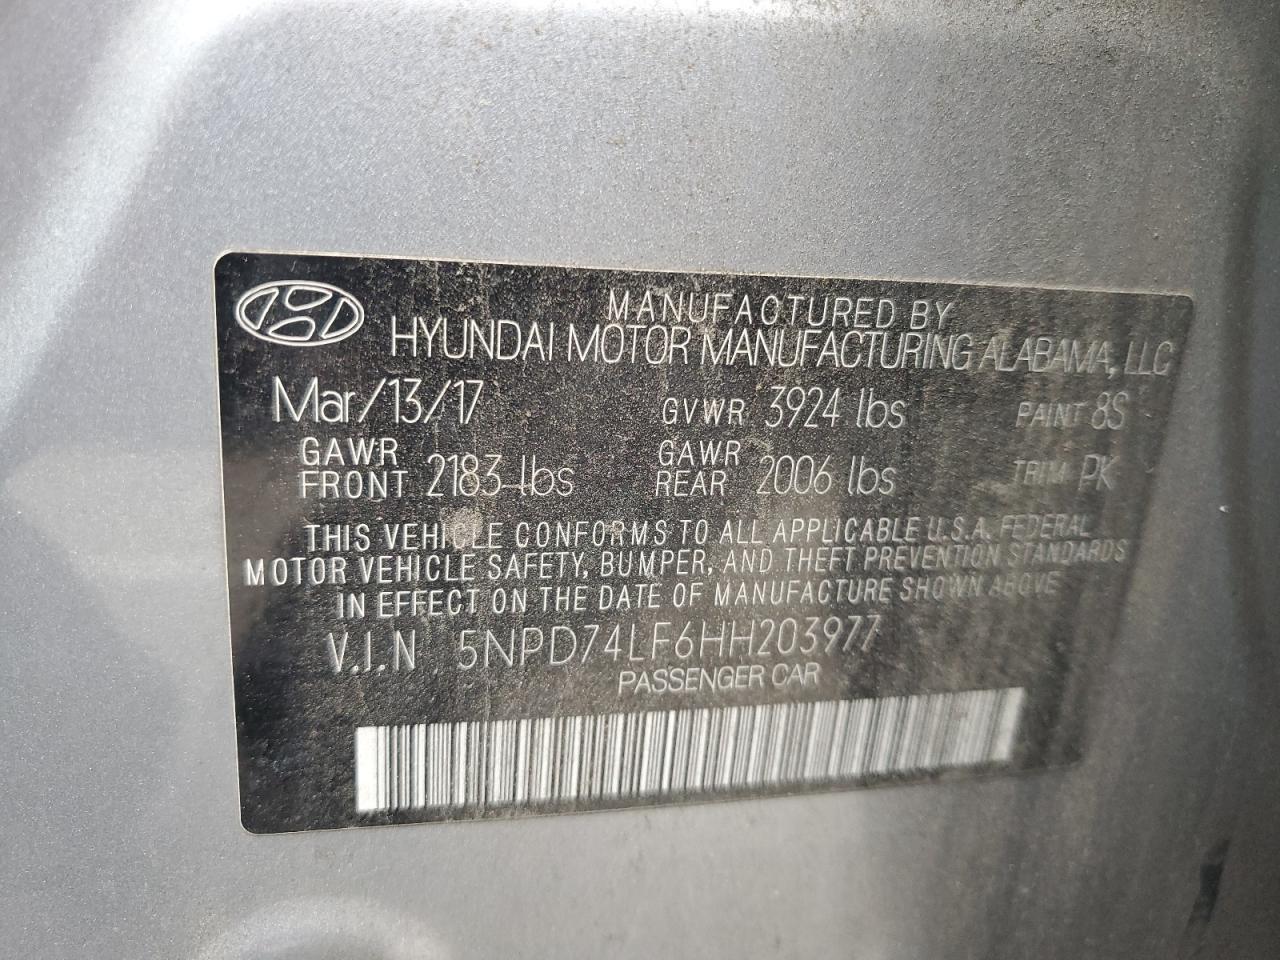 MANUFACTURED BY
HYUNDAI MOTOR MANUFACTURING ALABAMA, LLC
Mar/13/17 GVWR 3924 lbs PAINT 8S
GAWR FRONT 2183 lbs GAWR REAR 2006 lbs TRIM PK
THIS VEHICLE CONFORMS TO ALL APPLICABLE U.S.A. FEDERAL
MOTOR VEHICLE SAFETY, BUMPER, AND THEFT PREVENTION STANDARDS
IN EFFECT ON THE DATE OF MANUFACTURE SHOWN ABOVE
V.I.N 5NPD74LF6HH203977
PASSENGER CAR